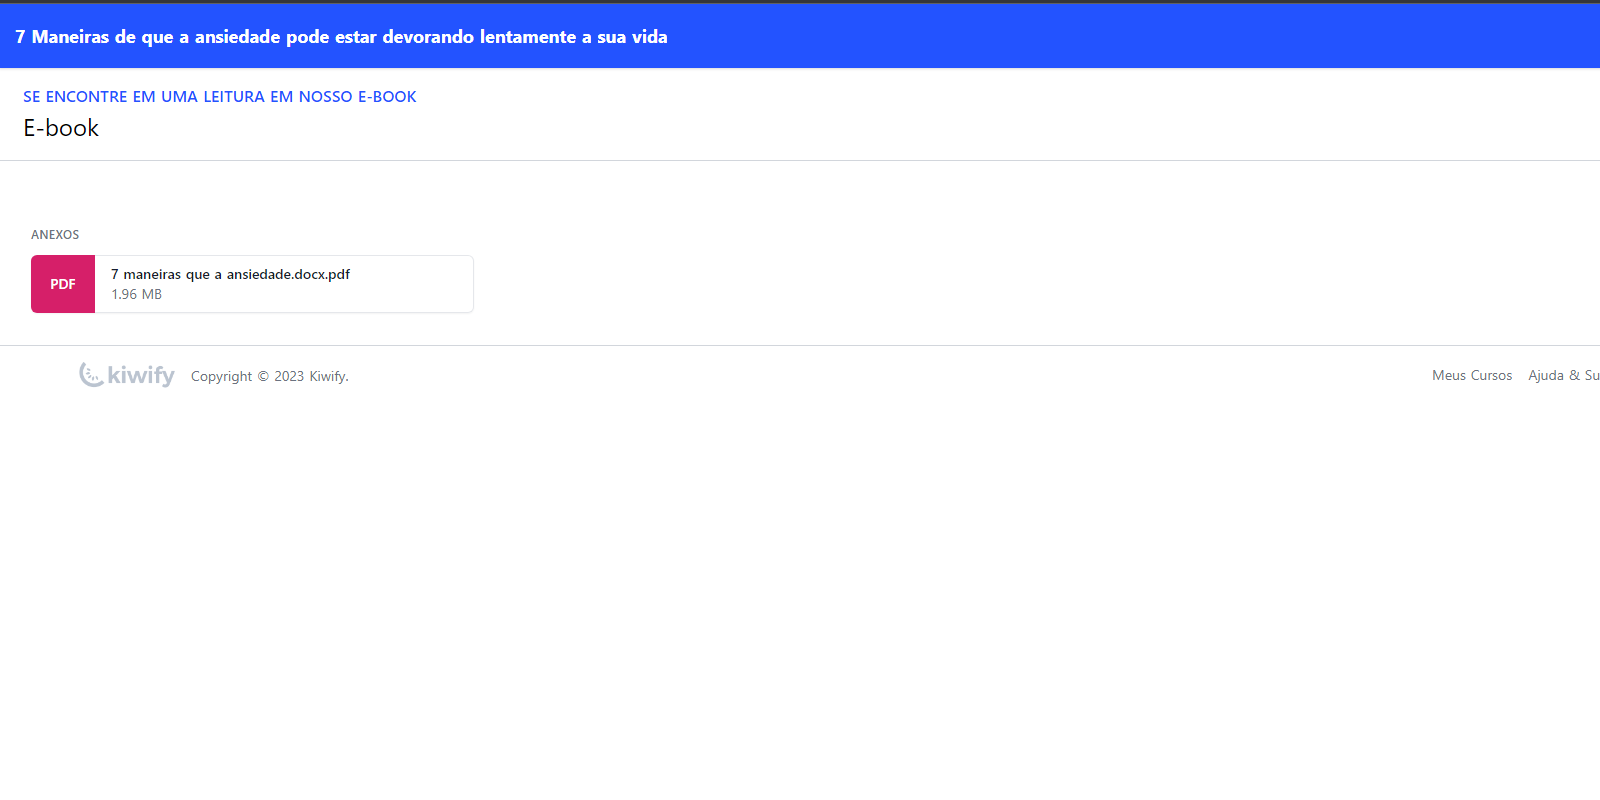 7 Maneiras de que a ansiedade pode estar devorando lentamente a sua vida
SE ENCONTRE EM UMA LEITURA EM NOSSO E-BOOK
E-book
ANEXOS
PDF
7 maneiras que a ansiedade.docx.pdf
1.96 MB
kiwify Copyright © 2023 Kiwify. Meus Cursos Ajuda & Su